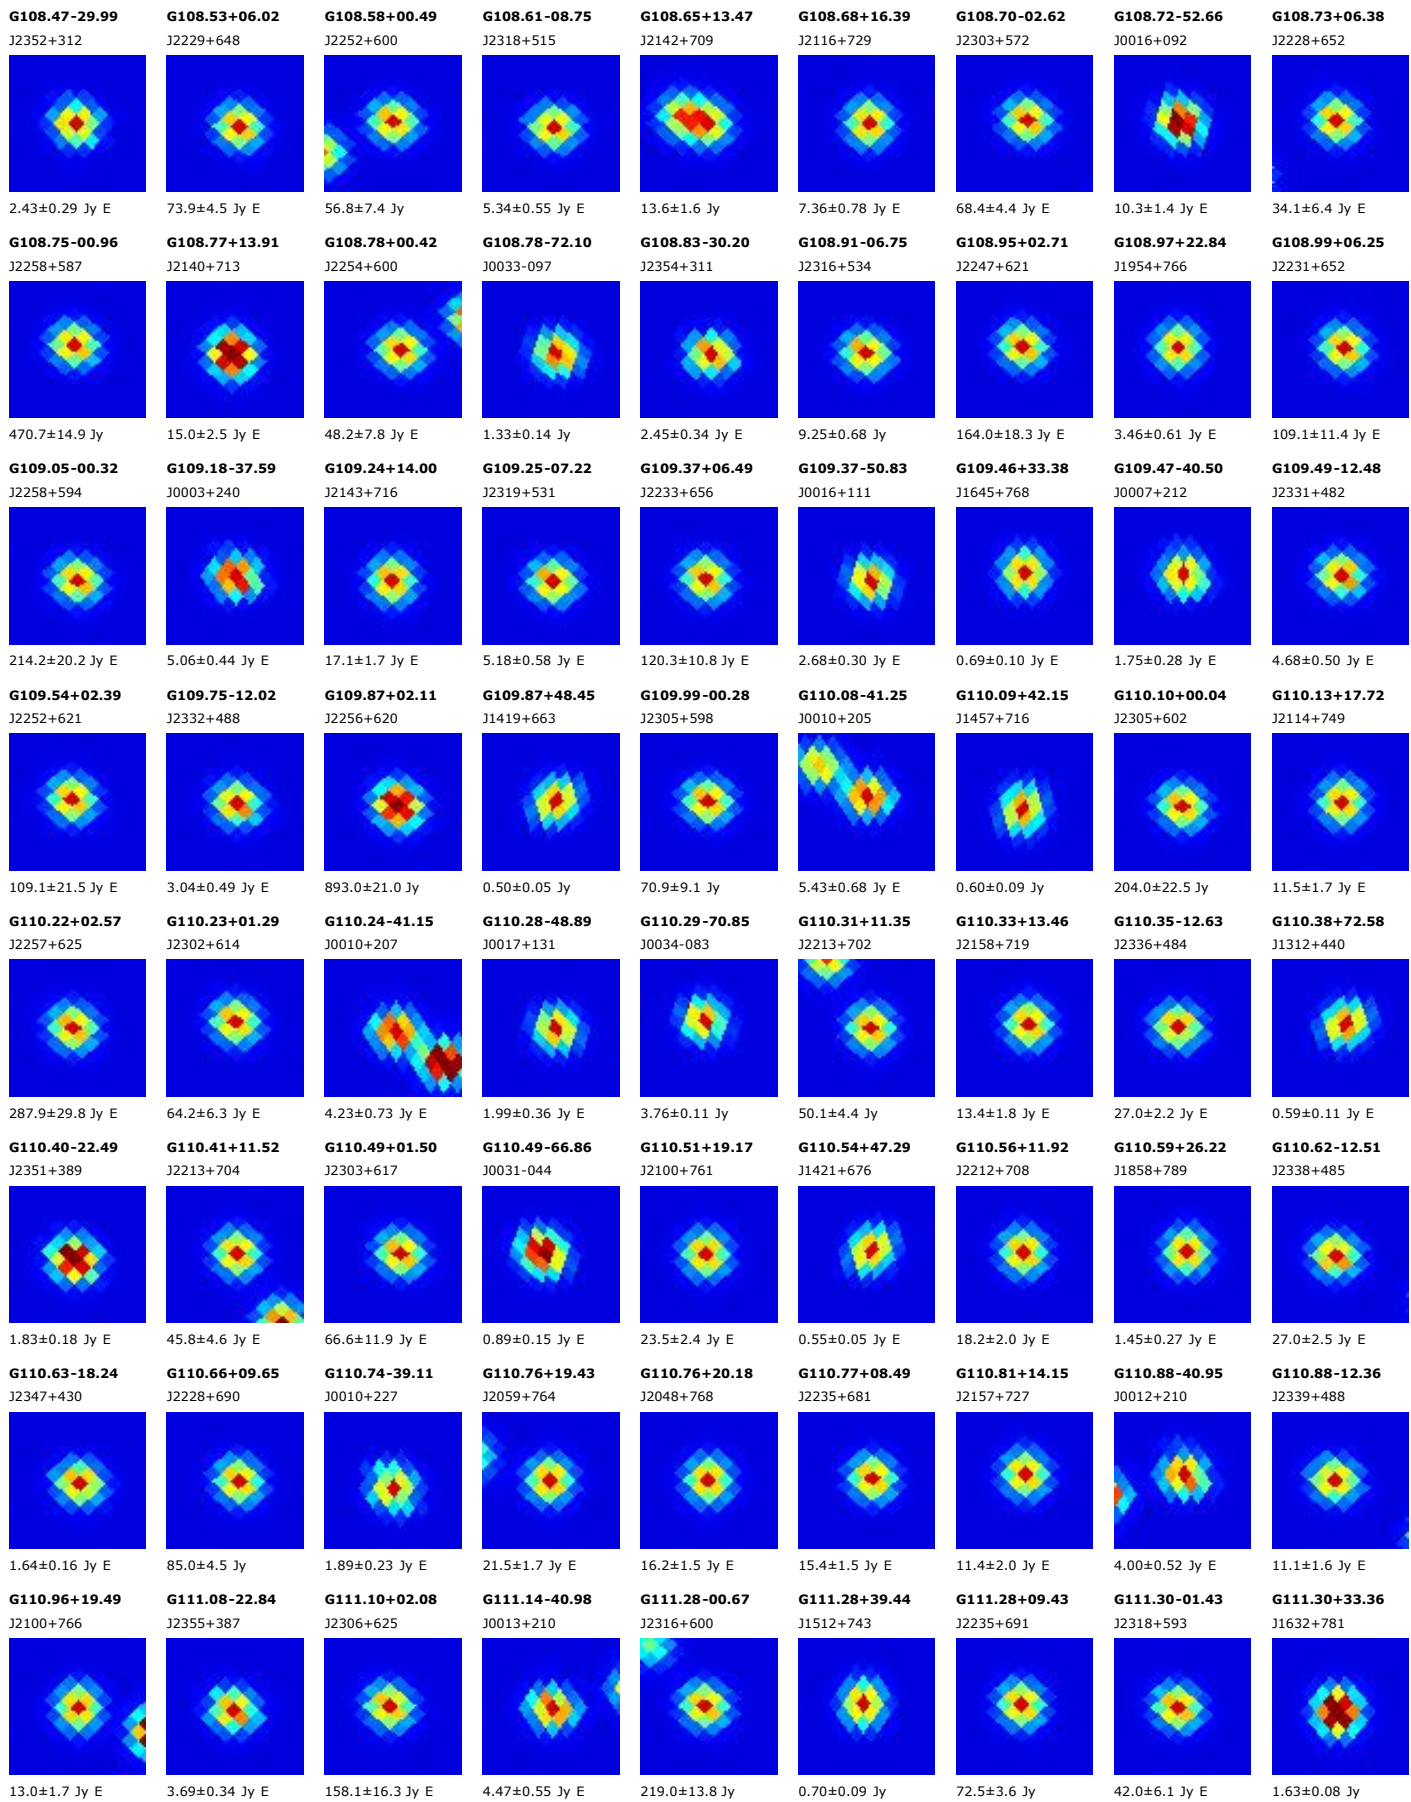 G108.47-29.99 G108.53+06.02 G108.58+00.49 G108.61-08.75 G108.65+13.47 G108.68+16.39 G108.70-02.62 G108.72-52.66 G108.73+06.38
J2352+312 J2229+648 J2252+600 J2318+515 J2142+709 J2116+729 J2303+572 J0016+092 J2228+652
2.43±0.29 Jy E 73.9±4.5 Jy E 56.8±7.4 Jy 5.34±0.55 Jy E 13.6±1.6 Jy 7.36±0.78 Jy E 68.4±4.4 Jy E 10.3±1.4 Jy E 34.1±6.4 Jy E
G108.75-00.96 G108.77+13.91 G108.78+00.42 G108.78-72.10 G108.83-30.20 G108.91-06.75 G108.95+02.71 G108.97+22.84 G108.99+06.25
J2258+587 J2140+713 J2254+600 J0033-097 J2354+311 J2316+534 J2247+621 J1954+766 J2231+652
470.7±14.9 Jy 15.0±2.5 Jy E 48.2±7.8 Jy E 1.33±0.14 Jy 2.45±0.34 Jy E 9.25±0.68 Jy 164.0±18.3 Jy E 3.46±0.61 Jy E 109.1±11.4 Jy E
G109.05-00.32 G109.18-37.59 G109.24+14.00 G109.25-07.22 G109.37+06.49 G109.37-50.83 G109.46+33.38 G109.47-40.50 G109.49-12.48
J2258+594 J0003+240 J2143+716 J2319+531 J2233+656 J0016+111 J1645+768 J0007+212 J2331+482
214.2±20.2 Jy E 5.06±0.44 Jy E 17.1±1.7 Jy E 5.18±0.58 Jy E 120.3±10.8 Jy E 2.68±0.30 Jy E 0.69±0.10 Jy E 1.75±0.28 Jy E 4.68±0.50 Jy E
G109.54+02.39 G109.75-12.02 G109.87+02.11 G109.87+48.45 G109.99-00.28 G110.08-41.25 G110.09+42.15 G110.10+00.04 G110.13+17.72
J2252+621 J2332+488 J2256+620 J1419+663 J2305+598 J0010+205 J1457+716 J2305+602 J2114+749
109.1±21.5 Jy E 3.04±0.49 Jy E 893.0±21.0 Jy 0.50±0.05 Jy 70.9±9.1 Jy 5.43±0.68 Jy E 0.60±0.09 Jy 204.0±22.5 Jy 11.5±1.7 Jy E
G110.22+02.57 G110.23+01.29 G110.24-41.15 G110.28-48.89 G110.29-70.85 G110.31+11.35 G110.33+13.46 G110.35-12.63 G110.38+72.58
J2257+625 J2302+614 J0010+207 J0017+131 J0034-083 J2213+702 J2158+719 J2336+484 J1312+440
287.9±29.8 Jy E 64.2±6.3 Jy E 4.23±0.73 Jy E 1.99±0.36 Jy E 3.76±0.11 Jy 50.1±4.4 Jy 13.4±1.8 Jy E 27.0±2.2 Jy E 0.59±0.11 Jy E
G110.40-22.49 G110.41+11.52 G110.49+01.50 G110.49-66.86 G110.51+19.17 G110.54+47.29 G110.56+11.92 G110.59+26.22 G110.62-12.51
J2351+389 J2213+704 J2303+617 J0031-044 J2100+761 J1421+676 J2212+708 J1858+789 J2338+485
1.83±0.18 Jy E 45.8±4.6 Jy E 66.6±11.9 Jy E 0.89±0.15 Jy E 23.5±2.4 Jy E 0.55±0.05 Jy E 18.2±2.0 Jy E 1.45±0.27 Jy E 27.0±2.5 Jy E
G110.63-18.24 G110.66+09.65 G110.74-39.11 G110.76+19.43 G110.76+20.18 G110.77+08.49 G110.81+14.15 G110.88-40.95 G110.88-12.36
J2347+430 J2228+690 J0010+227 J2059+764 J2048+768 J2235+681 J2157+727 J0012+210 J2339+488
1.64±0.16 Jy E 85.0±4.5 Jy 1.89±0.23 Jy E 21.5±1.7 Jy E 16.2±1.5 Jy E 15.4±1.5 Jy E 11.4±2.0 Jy E 4.00±0.52 Jy E 11.1±1.6 Jy E
G110.96+19.49 G111.08-22.84 G111.10+02.08 G111.14-40.98 G111.28-00.67 G111.28+39.44 G111.28+09.43 G111.30-01.43 G111.30+33.36
J2100+766 J2355+387 J2306+625 J0013+210 J2316+600 J1512+743 J2235+691 J2318+593 J1632+781
13.0±1.7 Jy E 3.69±0.34 Jy E 158.1±16.3 Jy E 4.47±0.55 Jy E 219.0±13.8 Jy 0.70±0.09 Jy 72.5±3.6 Jy 42.0±6.1 Jy E 1.63±0.08 Jy